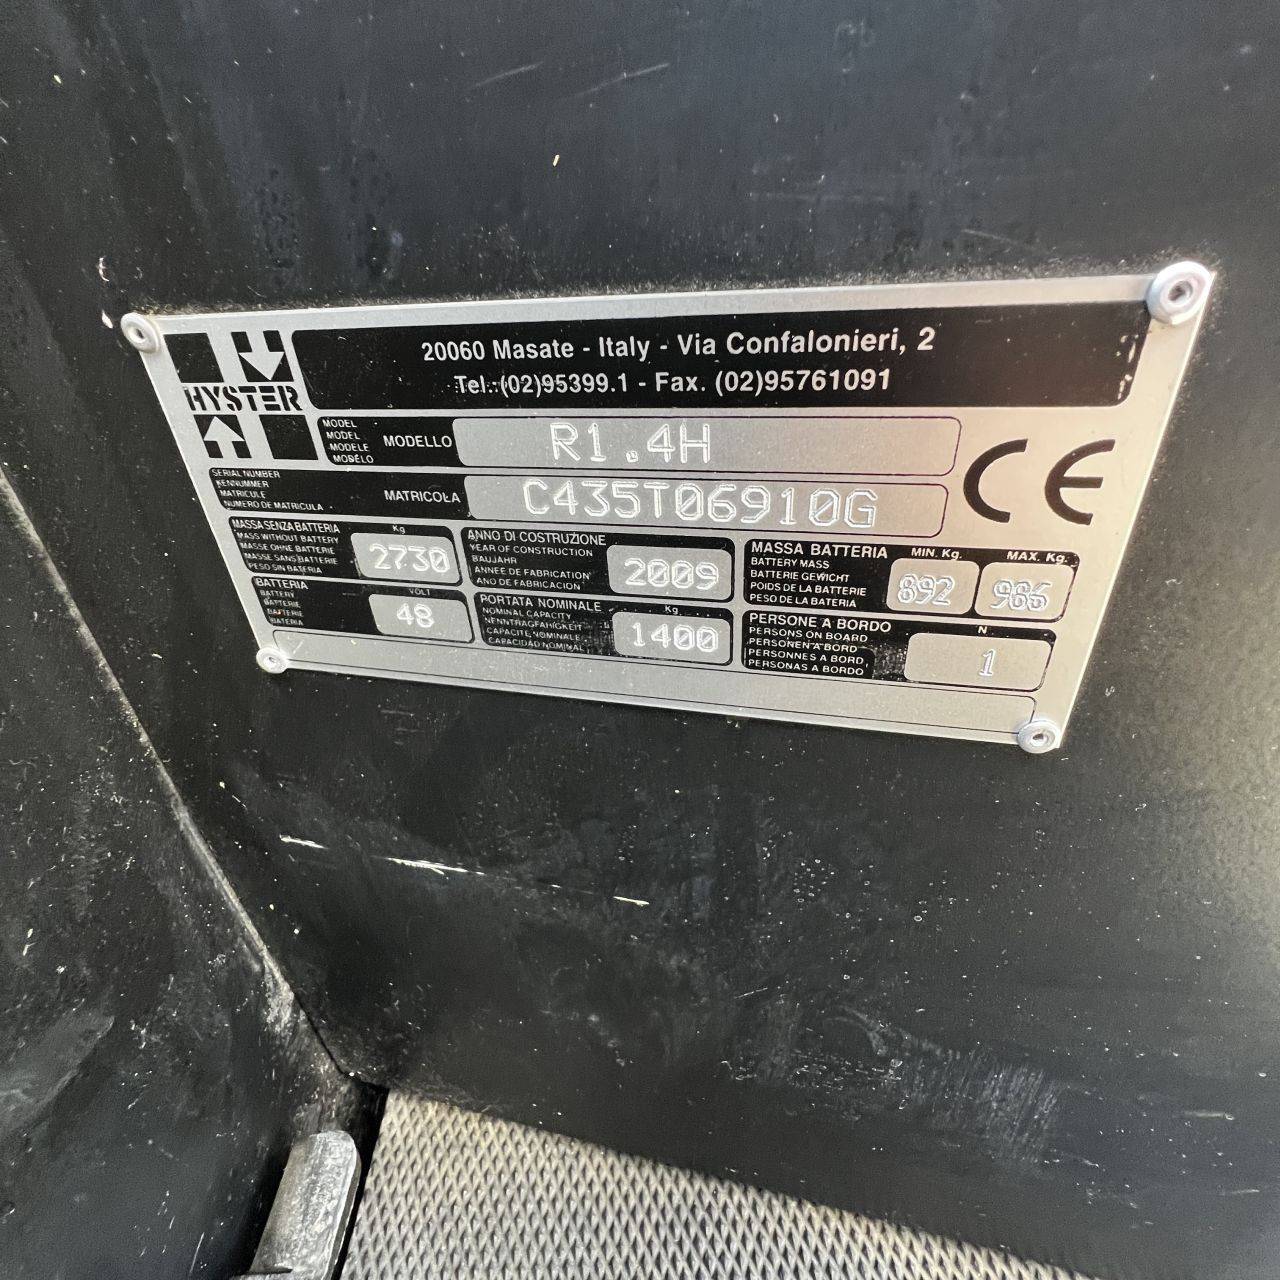 HYSTER
20060 Masate - Italy - Via Confalonieri, 2
Tel.:(02)95399.1 - Fax. (02)95761091
MODEL
MODEL
MODELE
MODÉLO
MODELLO
R1.4H
SERIAL NUMBER
KENNUMMER
MATRICULE
NUMERO DE MATRICULA
MATRICOLA
C435T06910G
CE
MASSA SENZA BATTERIA
MASS WITHOUT BATTERY
MASSE OHNE BATTERIE
MASSE SANS BATTERIE
PESO SIN BATERIA
Kg
2730
ANNO DI COSTRUZIONE
YEAR OF CONSTRUCTION
BAUJAHR
ANNEE DE FABRICATION
ANO DE FABRICACION
2009
MASSA BATTERIA
BATTERY MASS
BATTERIE GEWICHT
POIDS DE LA BATTERIE
PESO DE LA BATERIA
MIN. Kg.
892
MAX. Kg.
986
BATTERIA
BATTERY
BATTERIE
BATTERIE
BATERIA
VOLT
48
PORTATA NOMINALE
NOMINAL CAPACITY
NENNTRAGFAHIGKEIT
CAPACITE NOMINALE
CAPACIDAD NOMINAL
Kg
1400
PERSONE A BORDO
PERSONS ON BOARD
PERSONEN A BORD
PERSONNES A BORD
PERSONAS A BORDO
N
1